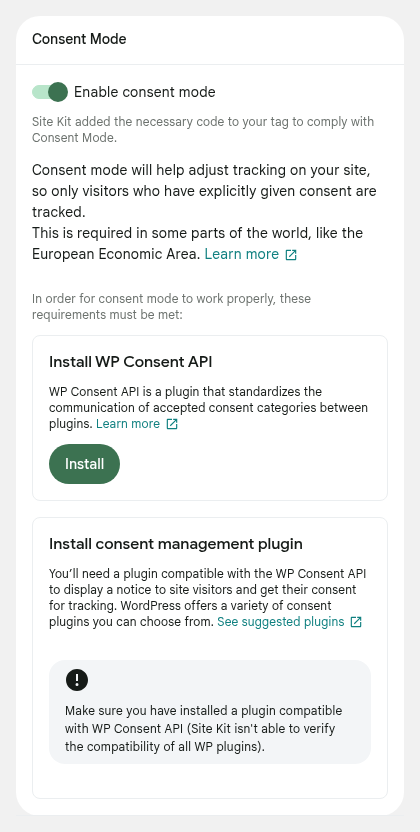 Consent Mode
Enable consent mode
Site Kit added the necessary code to your tag to comply with
Consent Mode.
Consent mode will help adjust tracking on your site,
so only visitors who have explicitly given consent are
tracked.
This is required in some parts of the world, like the
European Economic Area. Learn more
In order for consent mode to work properly, these
requirements must be met:
Install WP Consent API
WP Consent API is a plugin that standardizes the
communication of accepted consent categories between
plugins. Learn more
Install
Install consent management plugin
You’ll need a plugin compatible with the WP Consent API
to display a notice to site visitors and get their consent
for tracking. WordPress offers a variety of consent
plugins you can choose from. See suggested plugins
Make sure you have installed a plugin compatible
with WP Consent API (Site Kit isn't able to verify
the compatibility of all WP plugins).